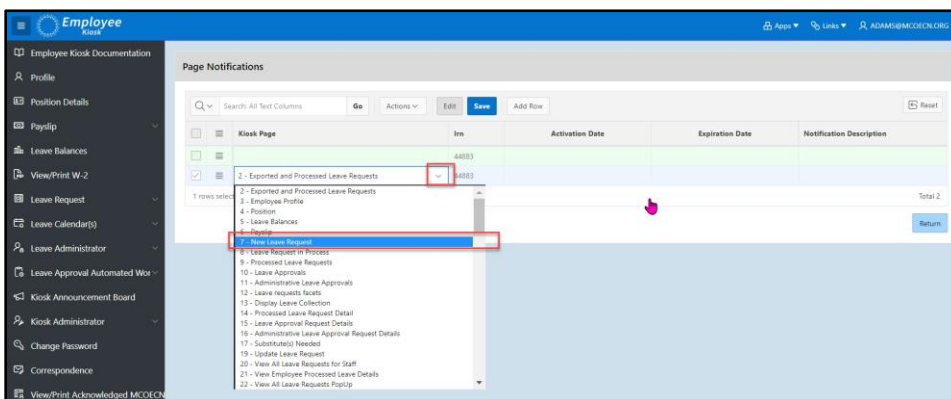 Employee
Kiosk
Apps Links ADAMS@MCOECN.ORG
Employee Kiosk Documentation
Profile
Position Details
Payslip
Leave Balances
View/Print W-2
Leave Request
Leave Calendar(s)
Leave Administrator
Leave Approval Automated Wor
Kiosk Announcement Board
Kiosk Administrator
Change Password
Correspondence
View/Print Acknowledged MCOECN
Page Notifications
Search: All Text Columns Go Actions Edit Save Add Row Reset
Kiosk Page Irn Activation Date Expiration Date Notification Description
44883
2 - Exported and Processed Leave Requests 44883
1 rows select Total 2
Return
2 - Exported and Processed Leave Requests
3 - Employee Profile
4 - Position
5 - Leave Balances
6 - Payslip
7 - New Leave Request
8 - Leave Request in Process
9 - Processed Leave Requests
10 - Leave Approvals
11 - Administrative Leave Approvals
12 - Leave requests facets
13 - Display Leave Collection
14 - Processed Leave Request Detail
15 - Leave Approval Request Details
16 - Administrative Leave Approval Request Details
17 - Substitute(s) Needed
19 - Update Leave Request
20 - View All Leave Requests for Staff
21 - View Employee Processed Leave Details
22 - View All Leave Requests PopUp